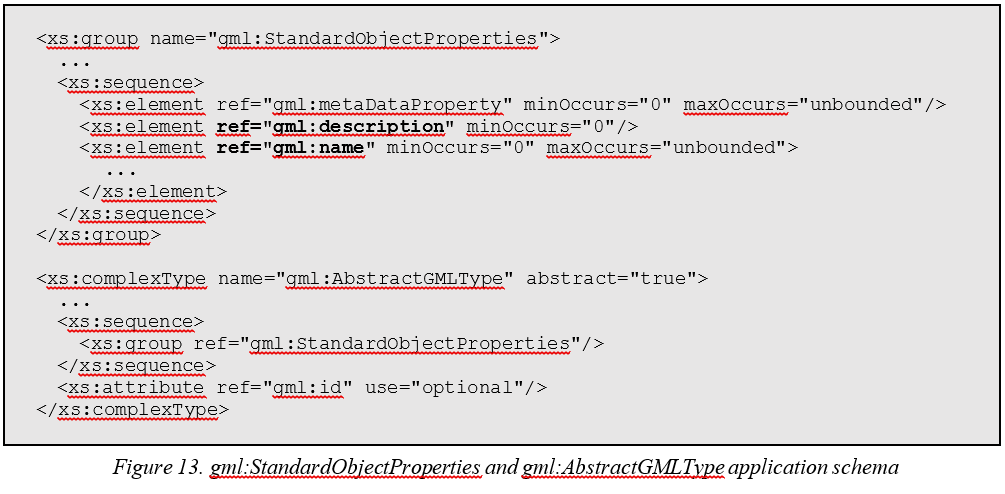 <xs:group name="gml:StandardObjectProperties">
...
<xs:sequence>
<xs:element ref="gml:metaDataProperty" minOccurs="0" maxOccurs="unbounded"/>
<xs:element ref="gml:description" minOccurs="0"/>
<xs:element ref="gml:name" minOccurs="0" maxOccurs="unbounded">
...
</xs:element>
</xs:sequence>
</xs:group>
<xs:complexType name="gml:AbstractGMLType" abstract="true">
...
<xs:sequence>
<xs:group ref="gml:StandardObjectProperties"/>
</xs:sequence>
<xs:attribute ref="gml:id" use="optional"/>
</xs:complexType>
Figure 13. gml:StandardObjectProperties and gml:AbstractGMLType application schema